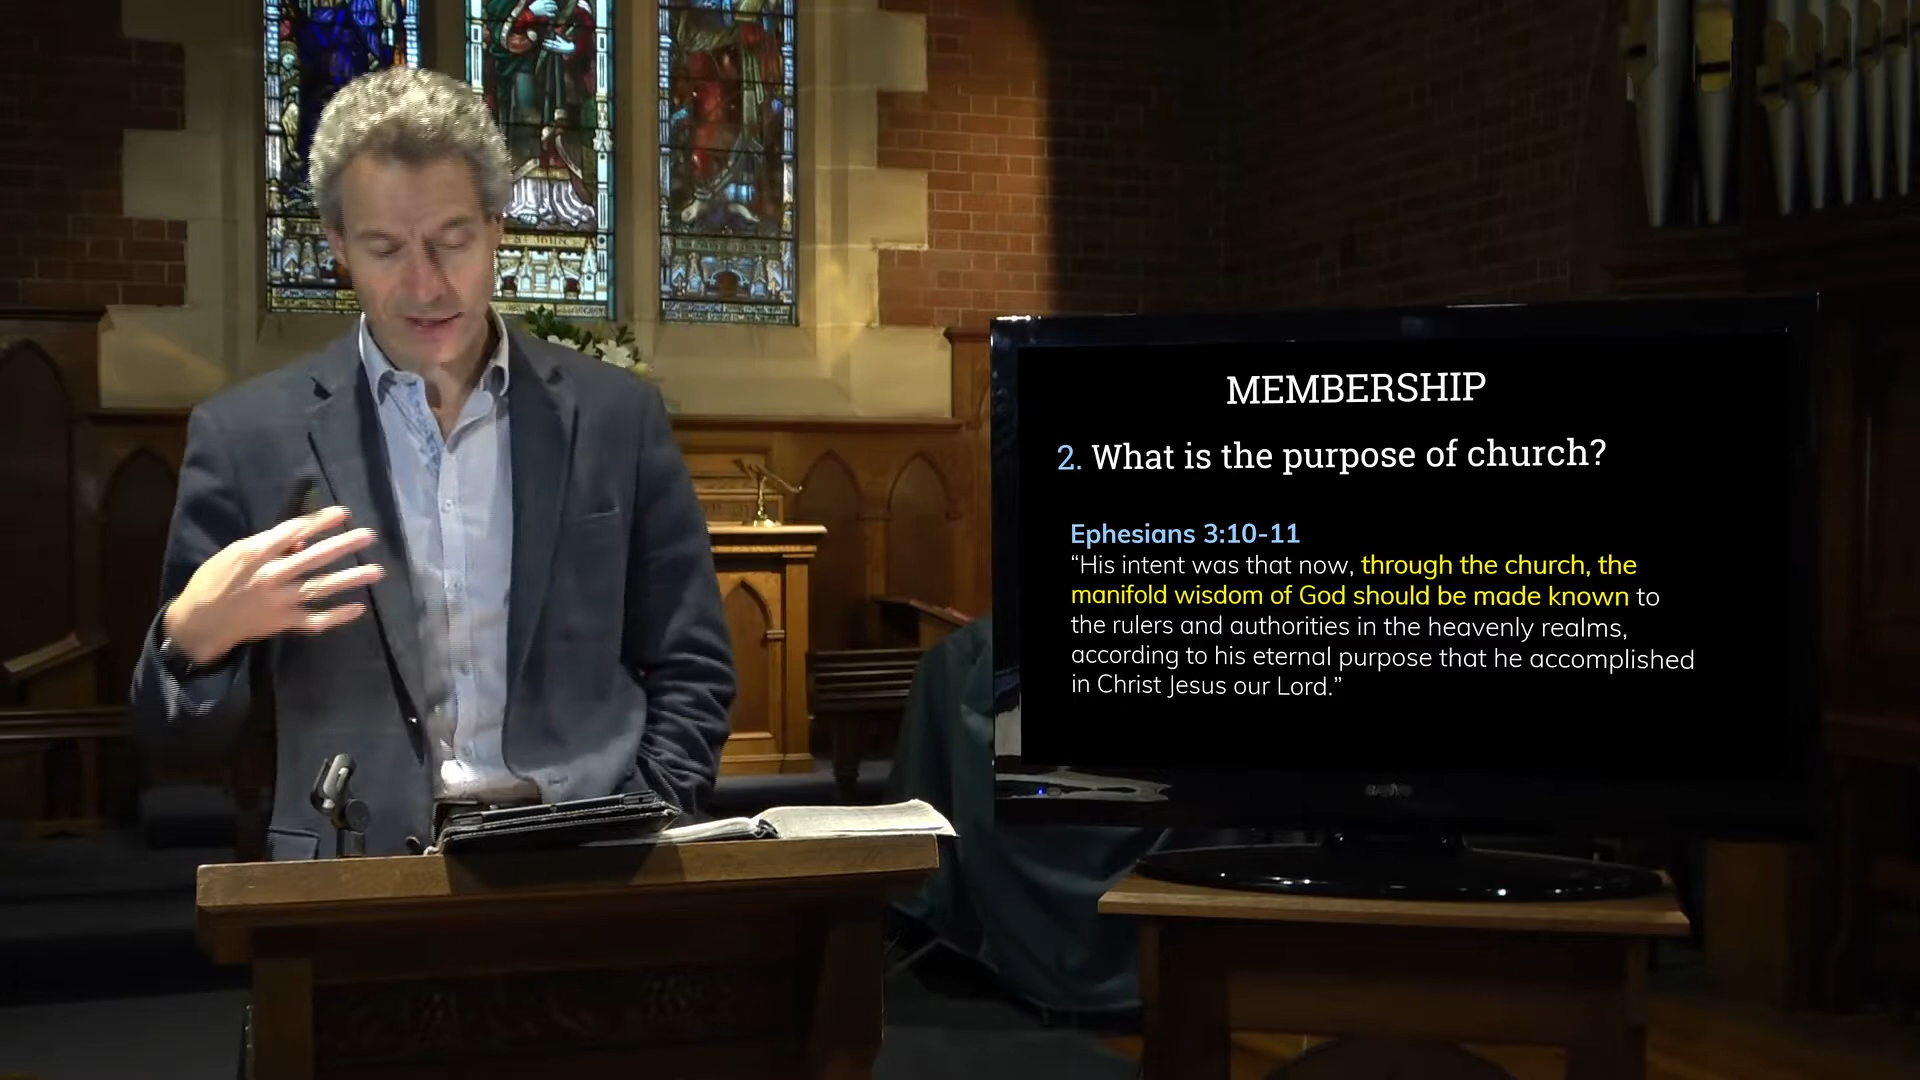 MEMBERSHIP
2. What is the purpose of church?
Ephesians 3:10-11
“His intent was that now, through the church, the
manifold wisdom of God should be made known to
the rulers and authorities in the heavenly realms,
according to his eternal purpose that he accomplished
in Christ Jesus our Lord.”